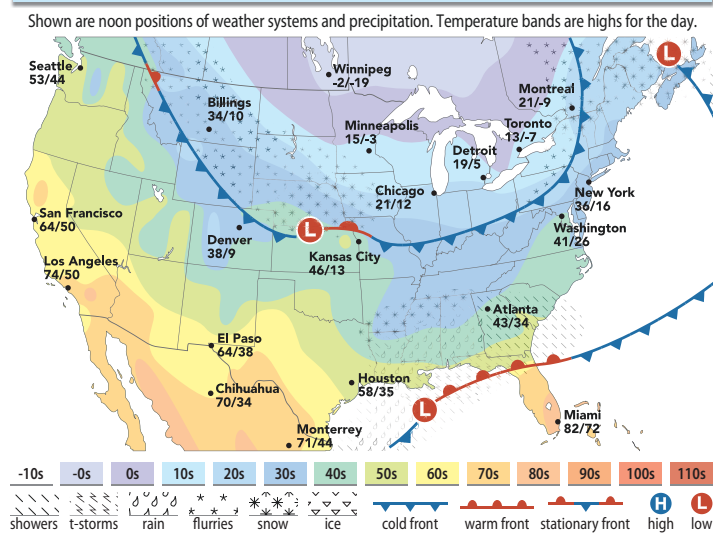 Shown are noon positions of weather systems and precipitation. Temperature bands are highs for the day.
Seattle
53/44
Winnipeg
-2/-19
L
Billings
34/10
Montreal
21/-9
Minneapolis
15/-3
Toronto
13/-7
Detroit
19/5
Chicago
21/12
New York
36/16
San Francisco
64/50
Denver
38/9
L
Kansas City
46/13
Washington
41/26
Los Angeles
74/50
Atlanta
43/34
El Paso
64/38
Chihuahua
70/34
Houston
58/35
L
Miami
82/72
Monterrey
71/44
-10s -0s 0s 10s 20s 30s 40s 50s 60s 70s 80s 90s 100s 110s
H L
showers t-storms rain flurries snow ice cold front warm front stationary front high low